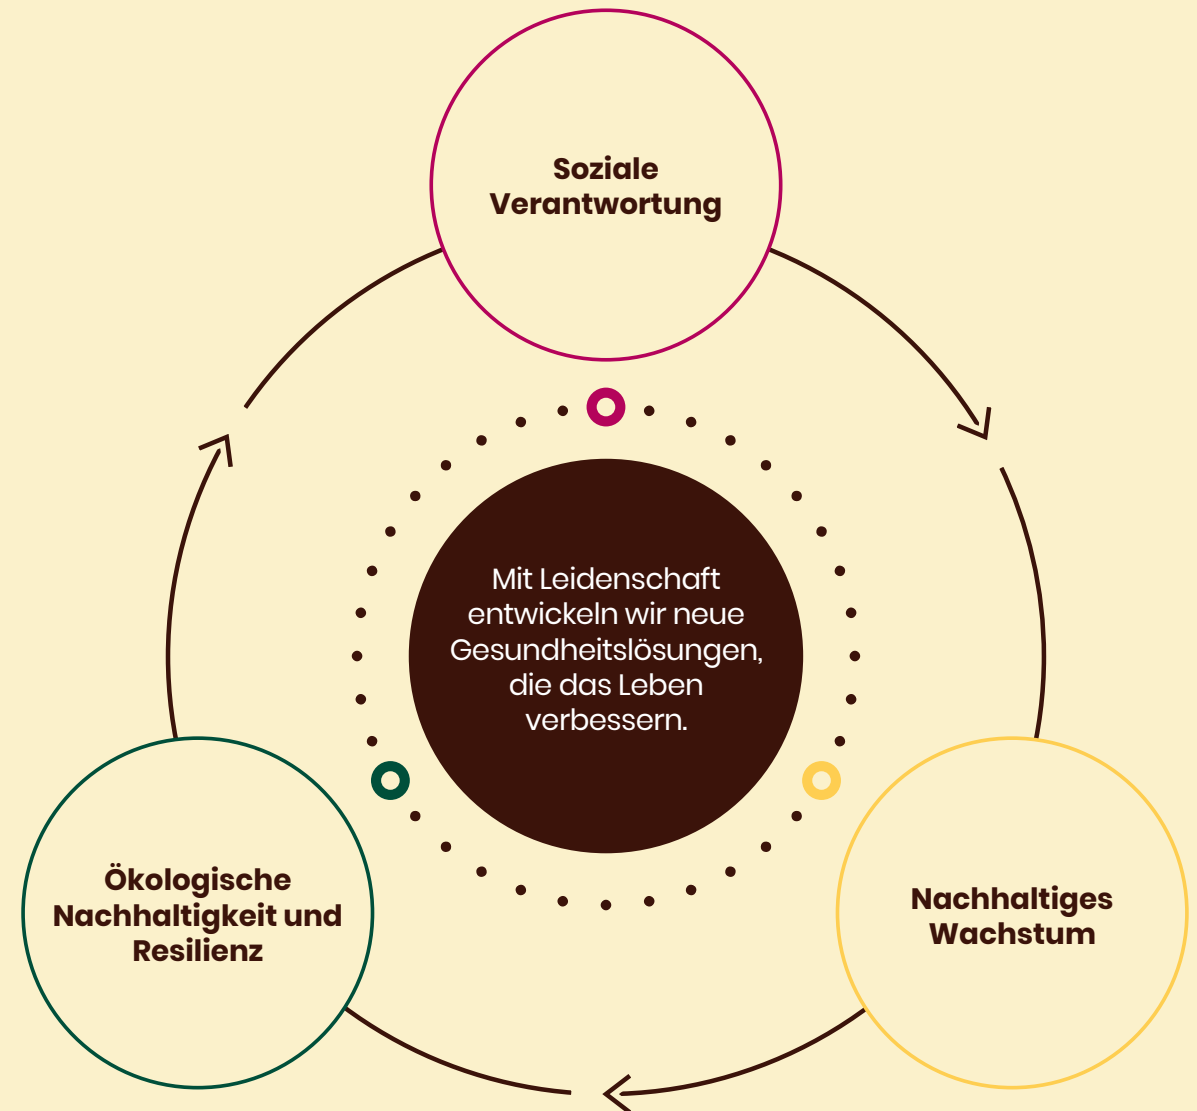 Soziale
Verantwortung
Mit Leidenschaft
entwickeln wir neue
Gesundheitslösungen,
die das Leben
verbessern.
Ökologische
Nachhaltigkeit und
Resilienz
Nachhaltiges
Wachstum